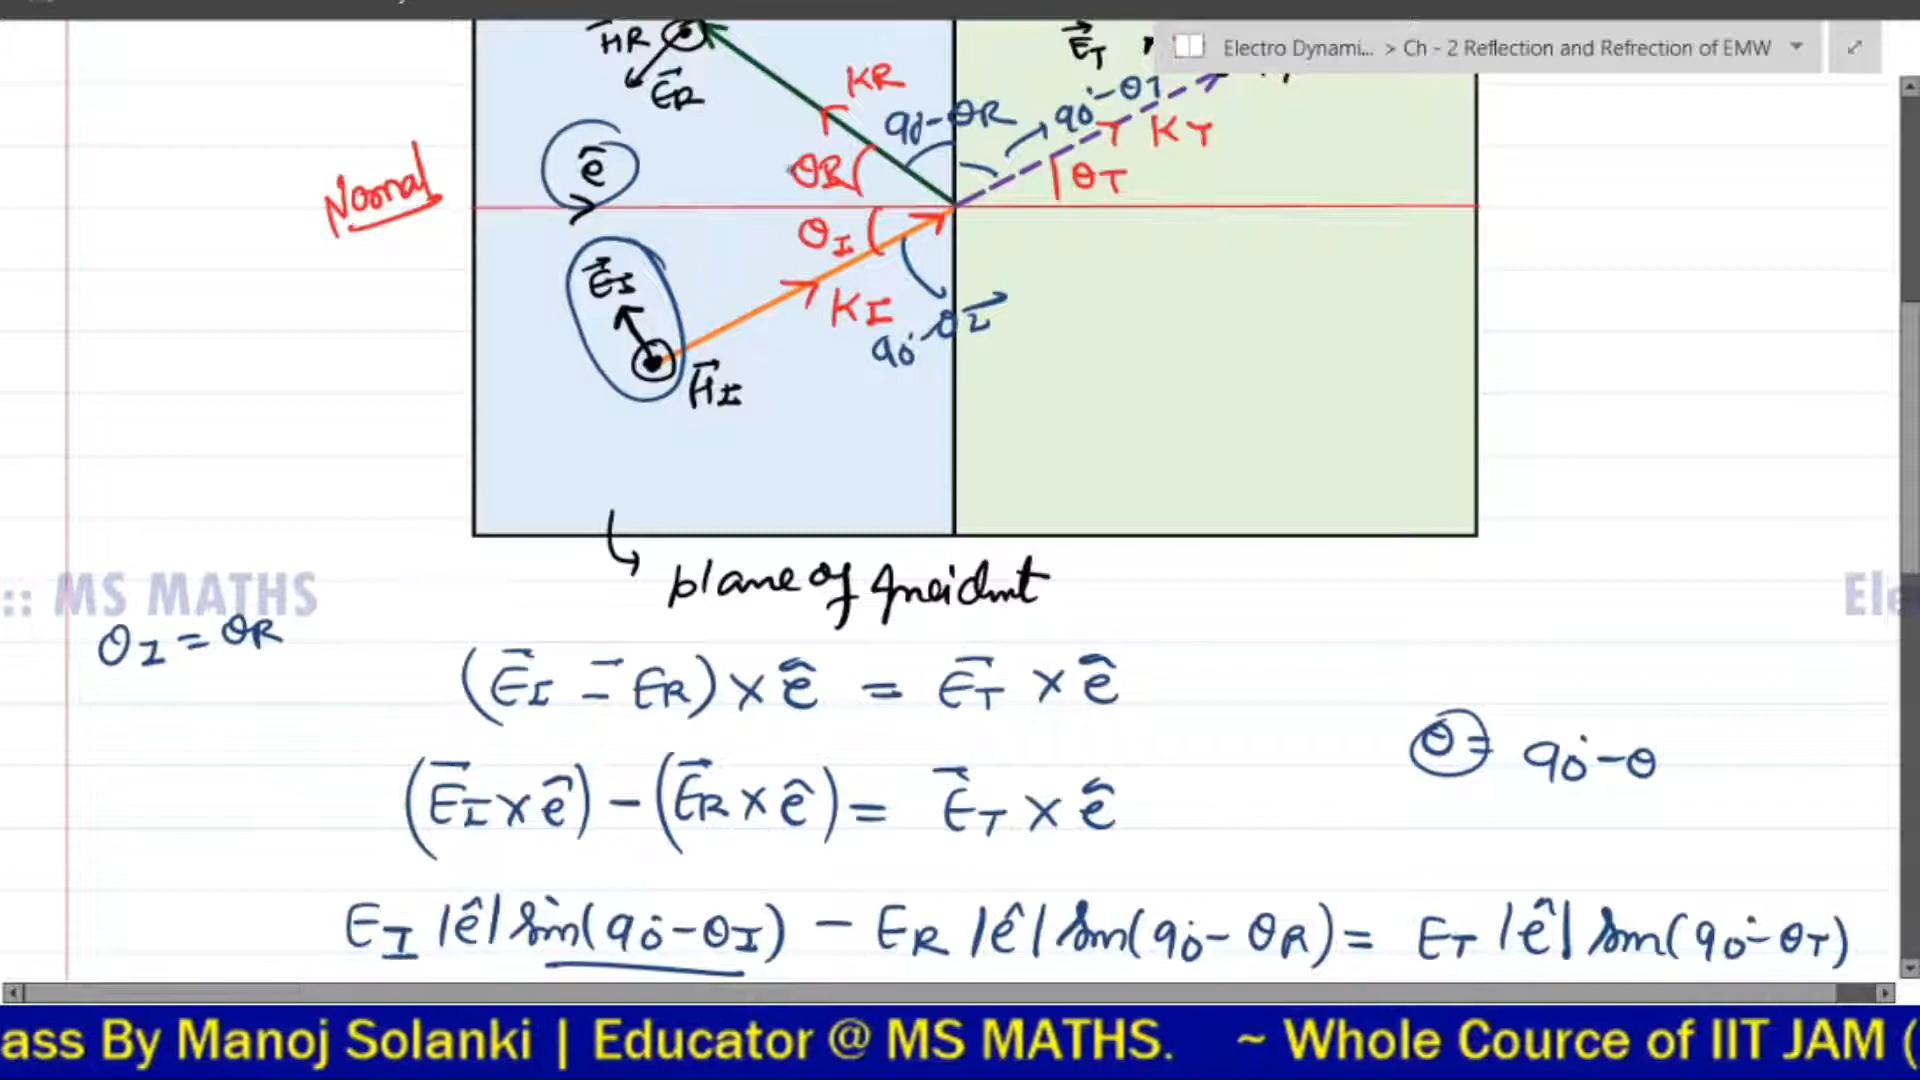 Electro Dynami... > Ch - 2 Reflection and Refrection of EMW
HR
ER
ET
KR
90-θR
90°-θT
KT
Normal
ê
θR
θT
θI
EI
KI
90°-θI
HI
plane of Incident
:: MS MATHS
Ele
θI = θR
(EI - ER) × ê = ET × ê
θ = 90°-θ
(EI × ê) - (ER × ê) = ET × ê
EI |ê| sin(90°-θI) - ER |ê| sin(90°-θR) = ET |ê| sin(90°-θT)
ass By Manoj Solanki | Educator @ MS MATHS. ~ Whole Cource of IIT JAM (